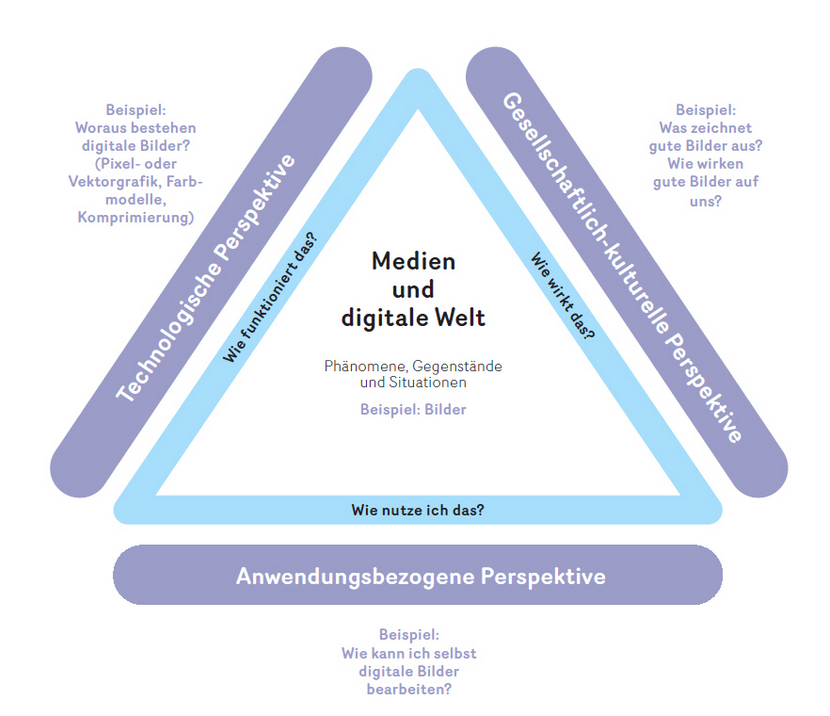 Beispiel:
Woraus bestehen
digitale Bilder?
(Pixel- oder
Vektorgrafik, Farb-
modelle,
Komprimierung)
Technologische Perspektive
Wie funktioniert das?
Medien
und
digitale Welt
Phänomene, Gegenstände
und Situationen
Beispiel: Bilder
Wie wirkt das?
Gesellschaftlich-kulturelle Perspektive
Beispiel:
Was zeichnet
gute Bilder aus?
Wie wirken
gute Bilder auf
uns?
Wie nutze ich das?
Anwendungsbezogene Perspektive
Beispiel:
Wie kann ich selbst
digitale Bilder
bearbeiten?